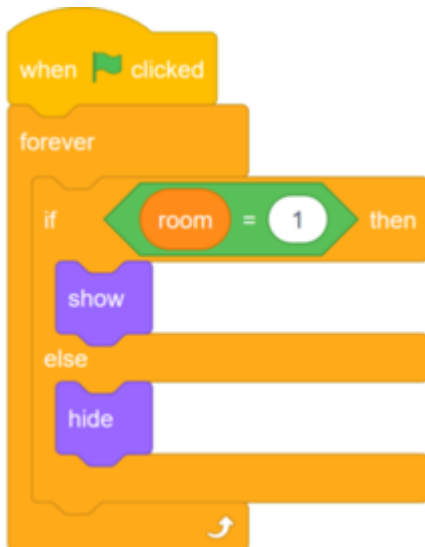 when clicked
forever
if room = 1 then
show
else
hide